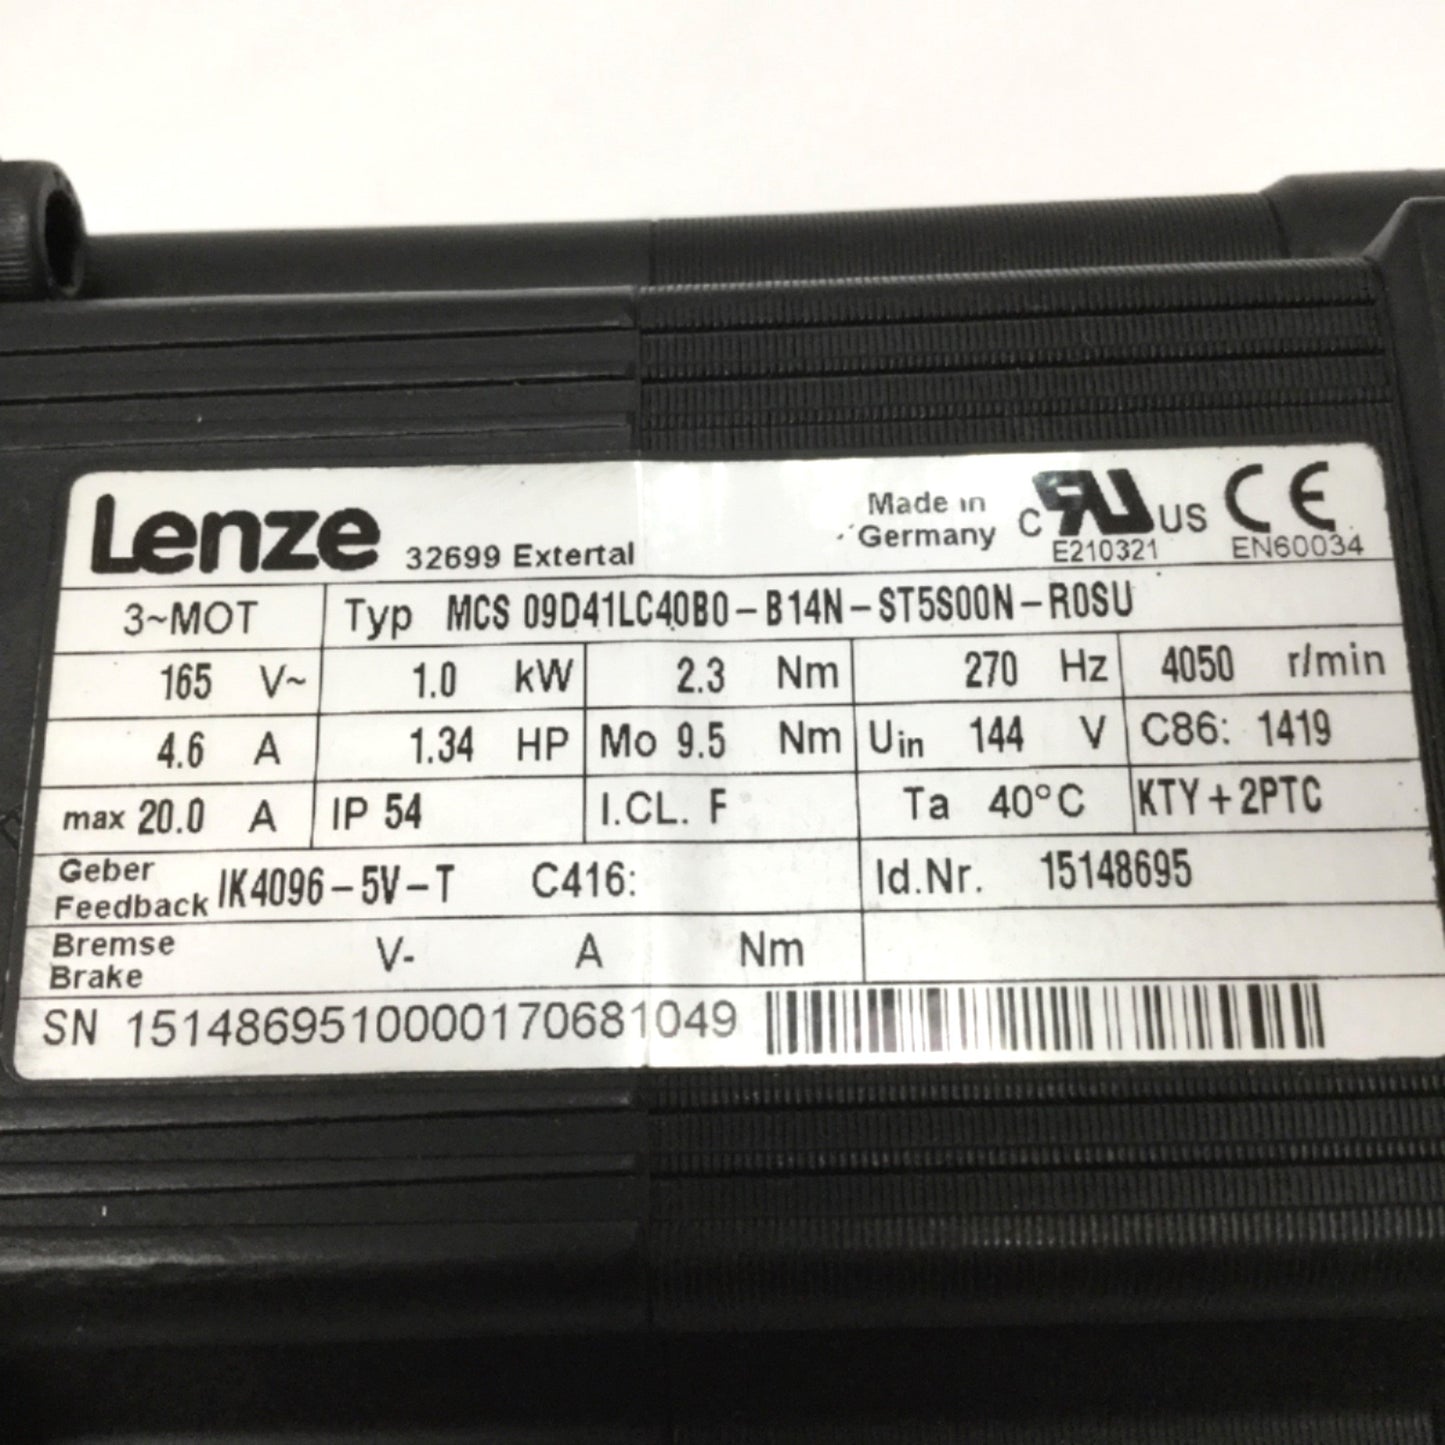 Lenze 32699 Extertal Made in Germany C RU US E210321 CE EN60034
3~MOT Typ MCS 09D41LC40B0-B14N-ST5S00N-R0SU
165 V~ 1.0 kW 2.3 Nm 270 Hz 4050 r/min
4.6 A 1.34 HP Mo 9.5 Nm Uin 144 V C86: 1419
max 20.0 A IP 54 I.CL. F Ta 40°C KTY+2PTC
Geber
Feedback IK4096-5V-T C416: Id.Nr. 15148695
Bremse
Brake V- A Nm
SN 1514869510000170681049